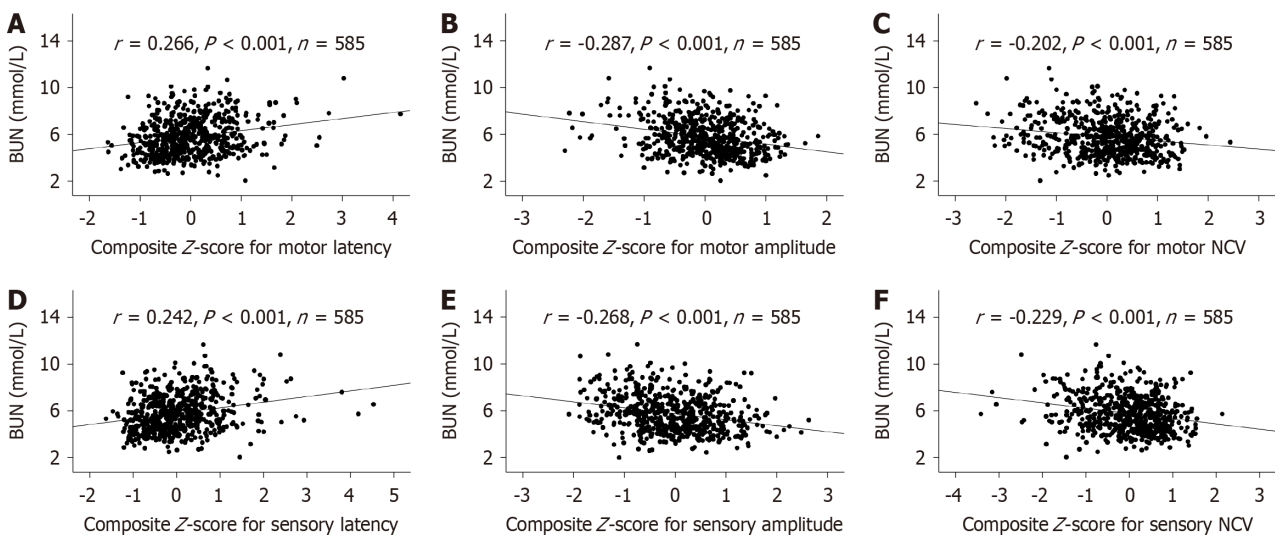 A
r = 0.266, P < 0.001, n = 585
BUN (mmol/L)
14
10
6
2
-2 -1 0 1 2 3 4
Composite Z-score for motor latency
B
r = -0.287, P < 0.001, n = 585
BUN (mmol/L)
14
10
6
2
-3 -2 -1 0 1 2
Composite Z-score for motor amplitude
C
r = -0.202, P < 0.001, n = 585
BUN (mmol/L)
14
10
6
2
-3 -2 -1 0 1 2 3
Composite Z-score for motor NCV
D
r = 0.242, P < 0.001, n = 585
BUN (mmol/L)
14
10
6
2
-2 -1 0 1 2 3 4 5
Composite Z-score for sensory latency
E
r = -0.268, P < 0.001, n = 585
BUN (mmol/L)
14
10
6
2
-3 -2 -1 0 1 2 3
Composite Z-score for sensory amplitude
F
r = -0.229, P < 0.001, n = 585
BUN (mmol/L)
14
10
6
2
-4 -3 -2 -1 0 1 2 3
Composite Z-score for sensory NCV